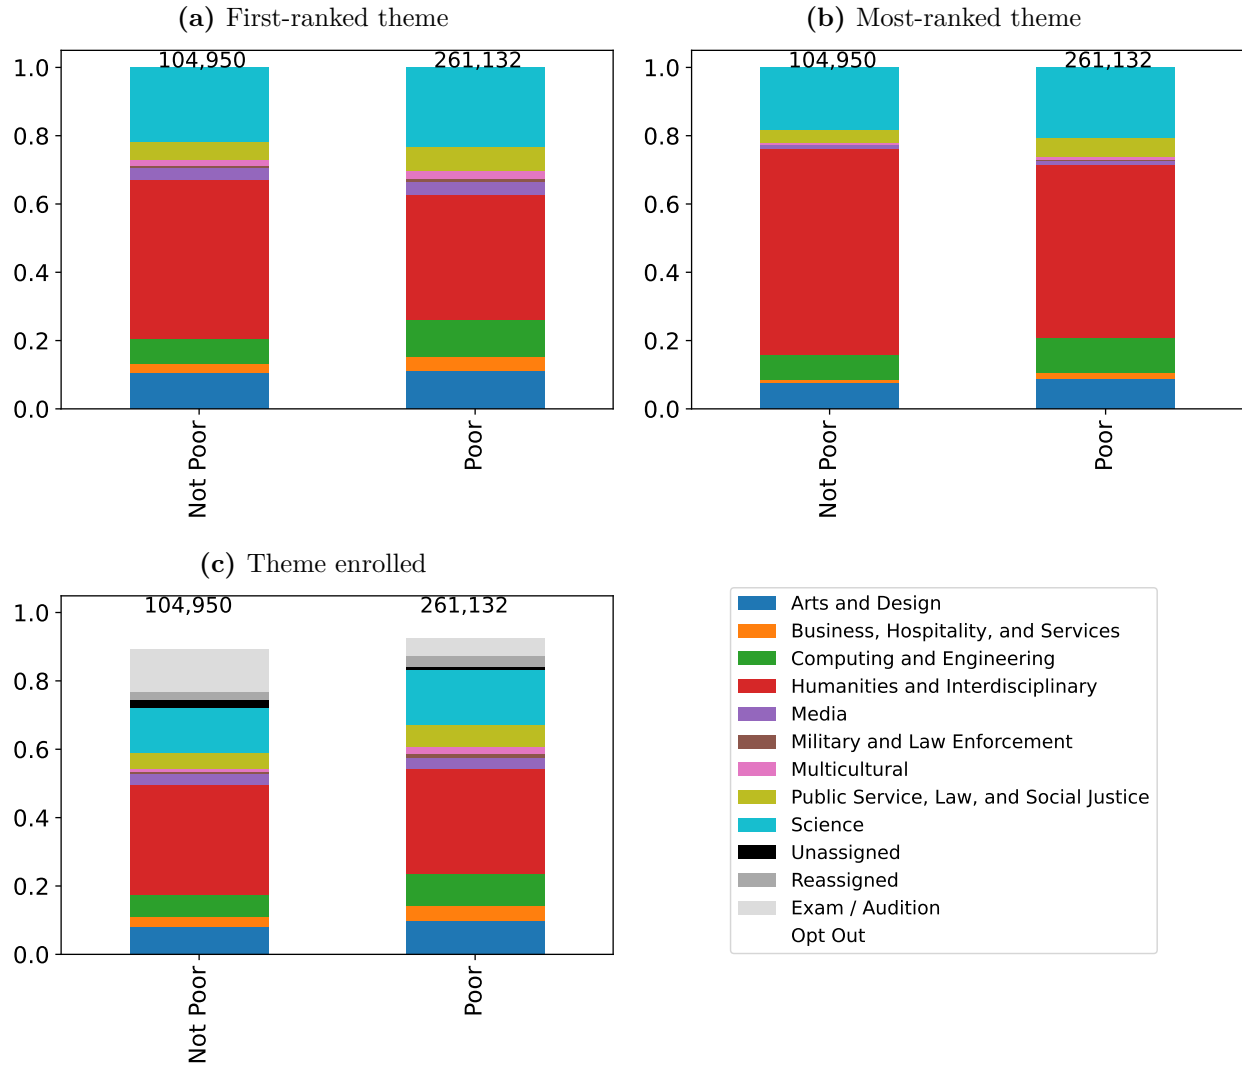 (a) First-ranked theme
104,950 261,132
1.0
0.8
0.6
0.4
0.2
0.0
Not Poor
Poor
(b) Most-ranked theme
104,950 261,132
1.0
0.8
0.6
0.4
0.2
0.0
Not Poor
Poor
(c) Theme enrolled
104,950 261,132
1.0
0.8
0.6
0.4
0.2
0.0
Not Poor
Poor
Arts and Design
Business, Hospitality, and Services
Computing and Engineering
Humanities and Interdisciplinary
Media
Military and Law Enforcement
Multicultural
Public Service, Law, and Social Justice
Science
Unassigned
Reassigned
Exam / Audition
Opt Out